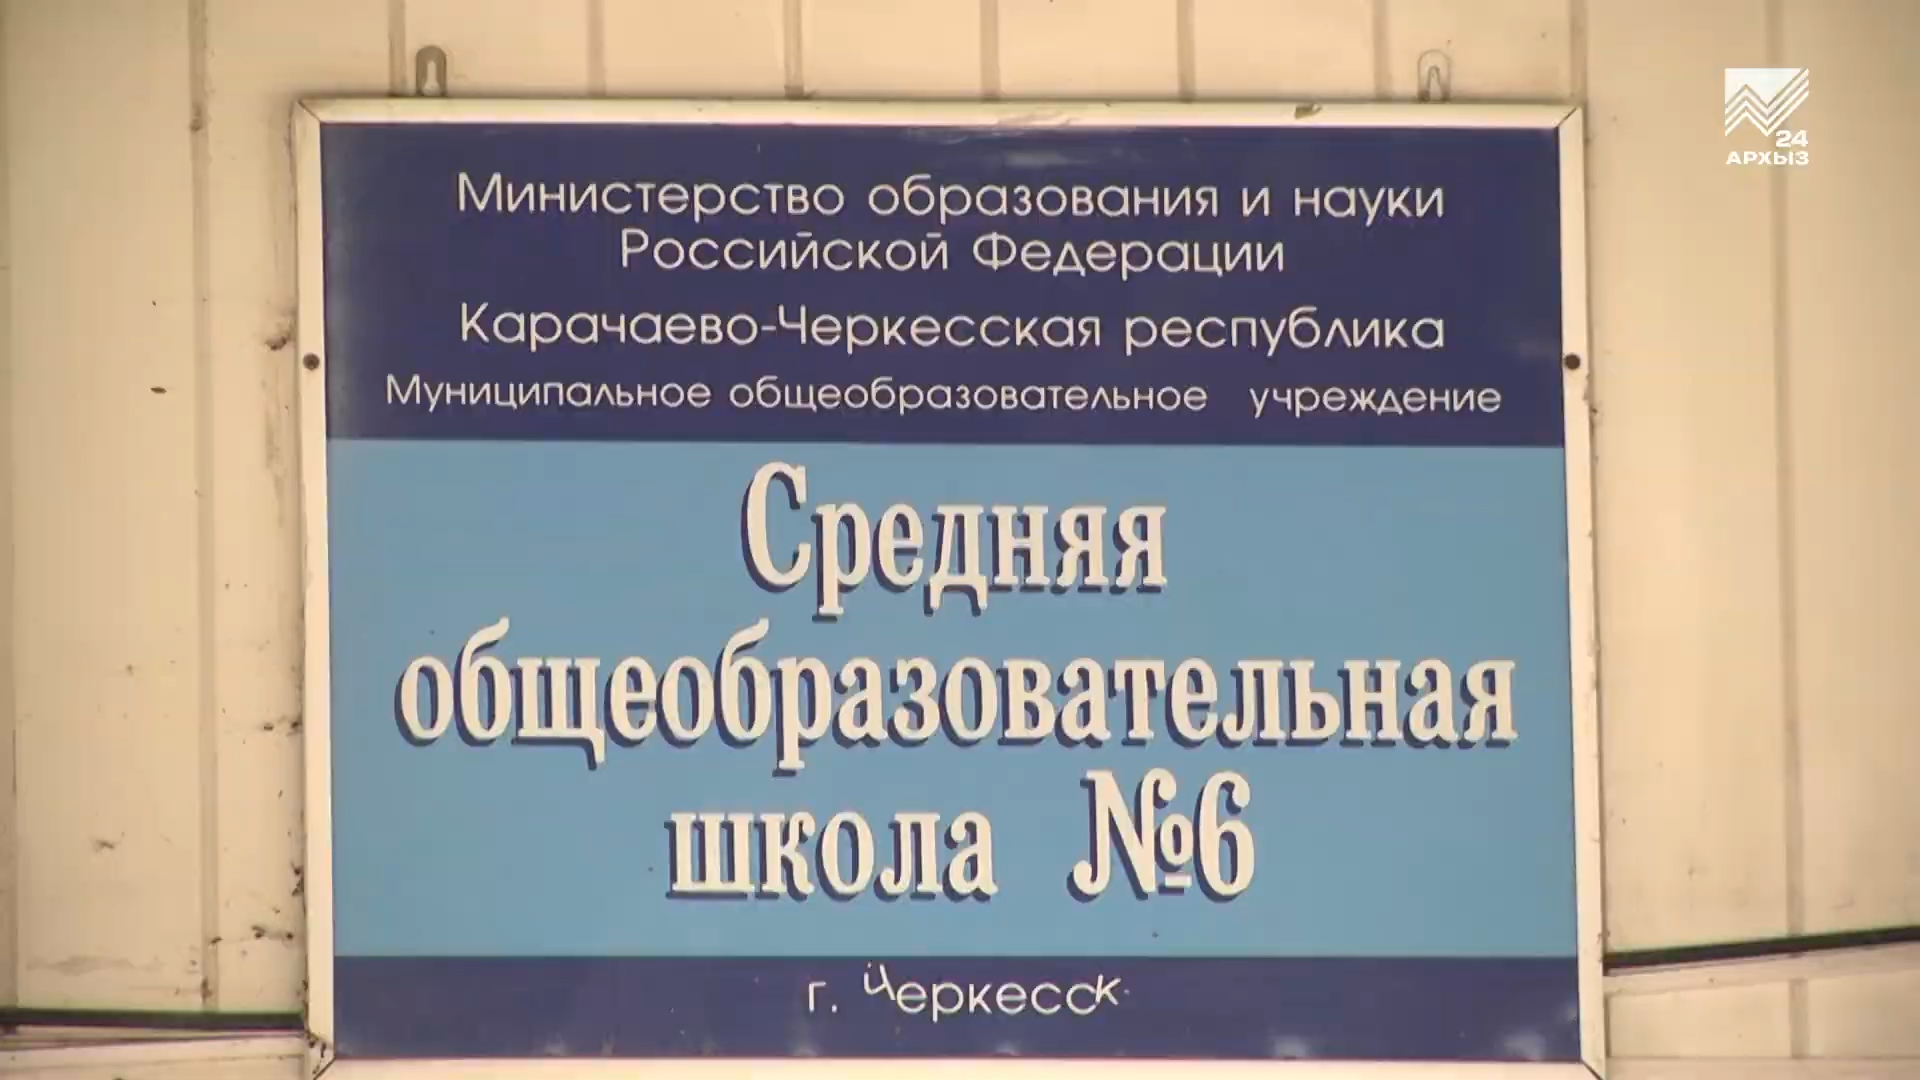 24
АРХЫЗ
Министерство образования и науки
Российской Федерации
Карачаево-Черкесская республика
Муниципальное общеобразовательное учреждение
Средняя
общеобразовательная
школа №6
г. Черкесск